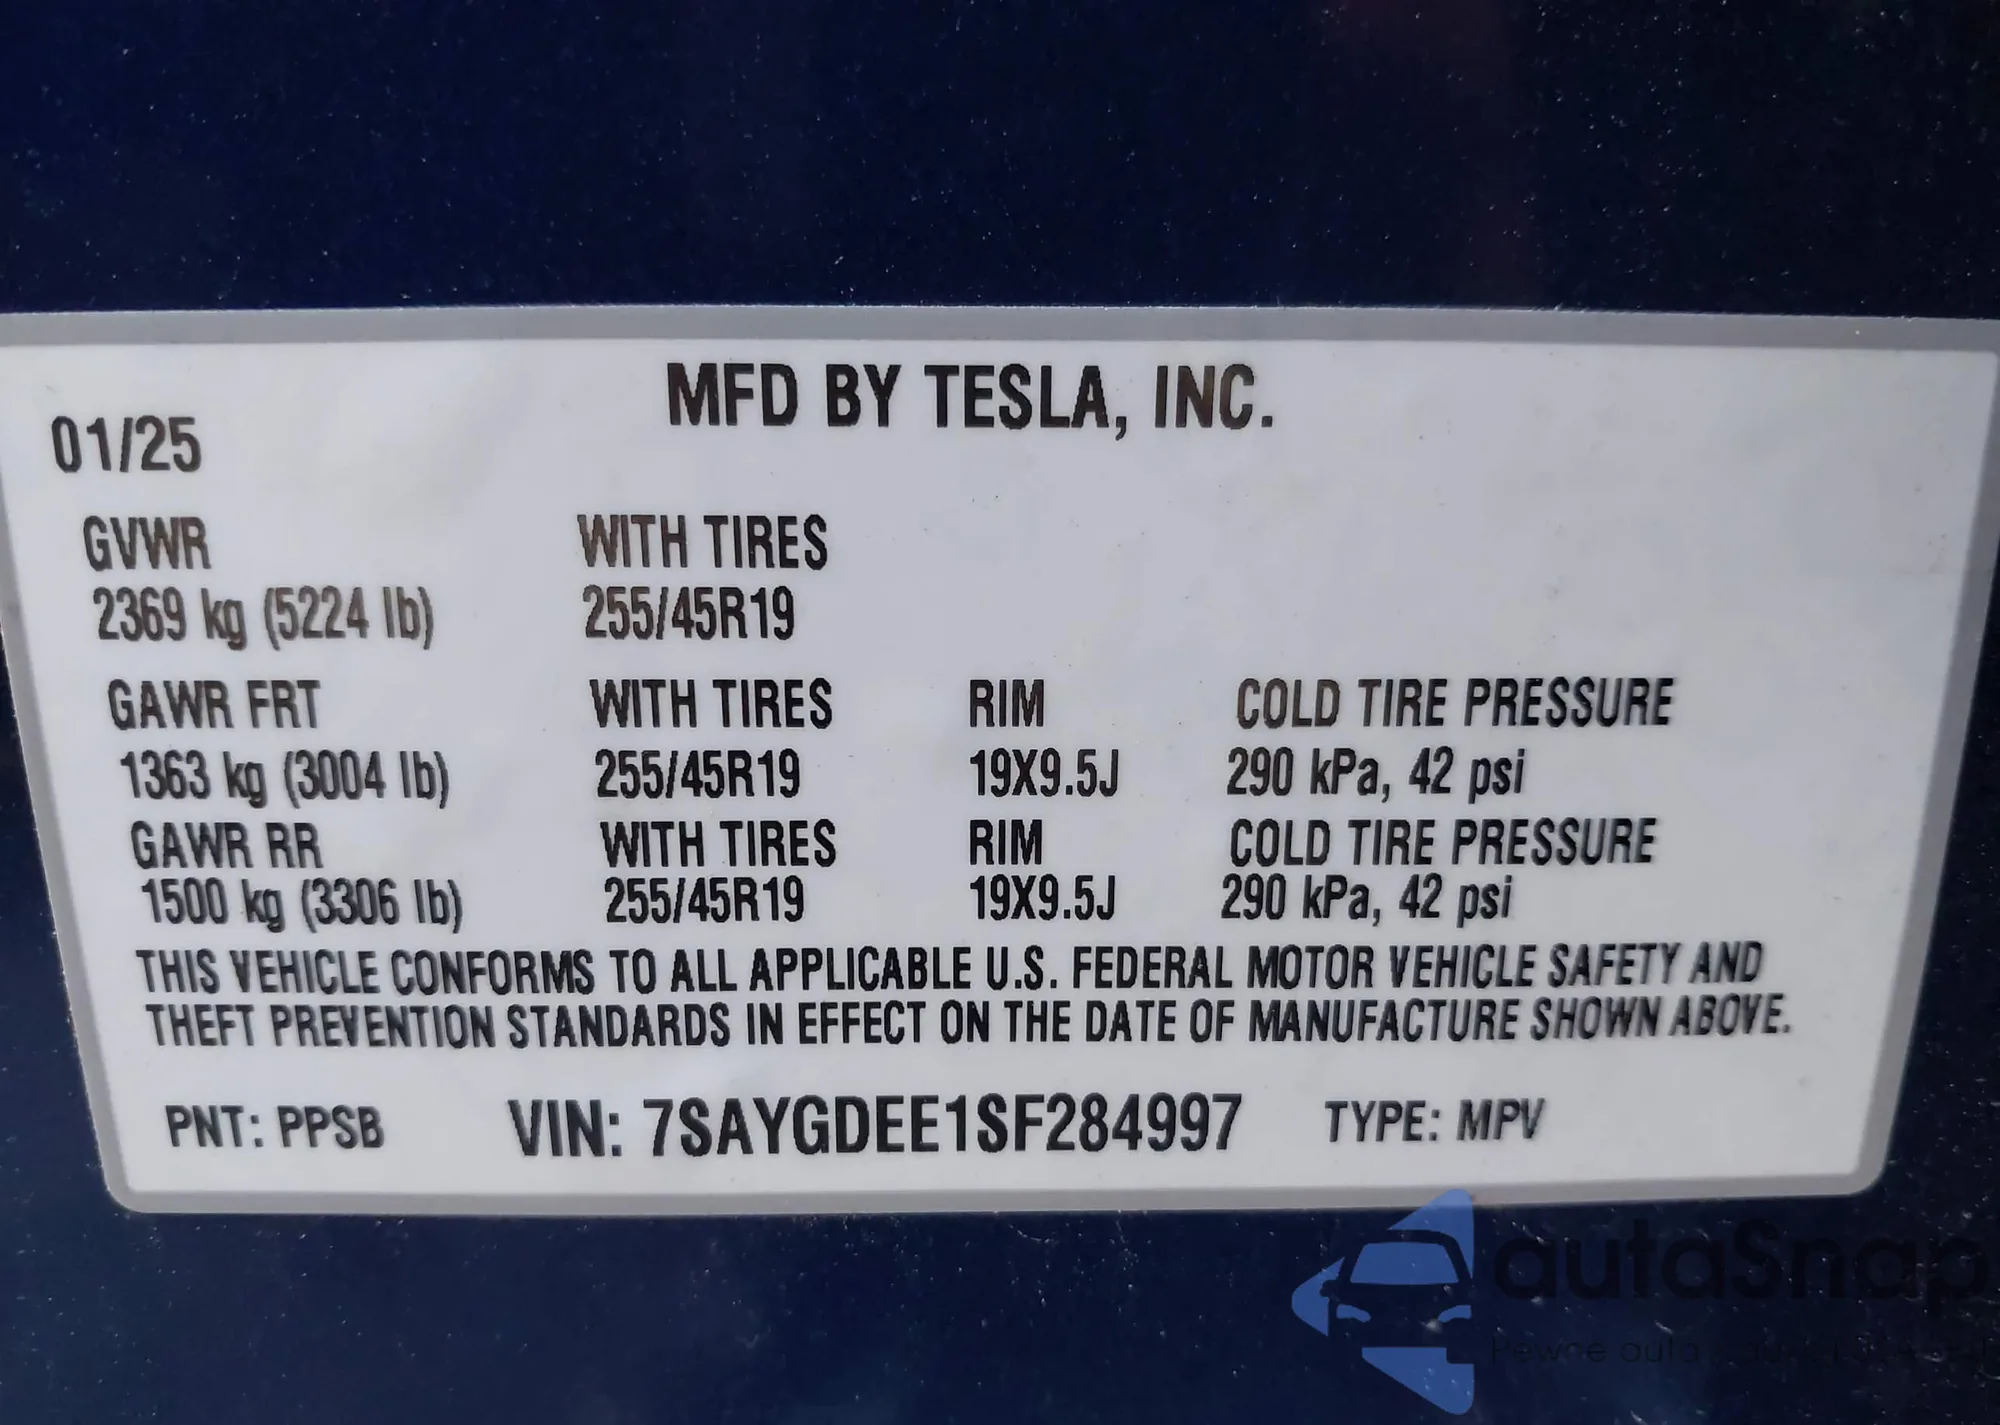 MFD BY TESLA, INC.
01/25
GVWR WITH TIRES
2369 kg (5224 lb) 255/45R19
GAWR FRT WITH TIRES RIM COLD TIRE PRESSURE
1363 kg (3004 lb) 255/45R19 19X9.5J 290 kPa, 42 psi
GAWR RR WITH TIRES RIM COLD TIRE PRESSURE
1500 kg (3306 lb) 255/45R19 19X9.5J 290 kPa, 42 psi
THIS VEHICLE CONFORMS TO ALL APPLICABLE U.S. FEDERAL MOTOR VEHICLE SAFETY AND
THEFT PREVENTION STANDARDS IN EFFECT ON THE DATE OF MANUFACTURE SHOWN ABOVE.
PNT: PPSB VIN: 7SAYGDEE1SF284997 TYPE: MPV
autaSnap
Pewne auta